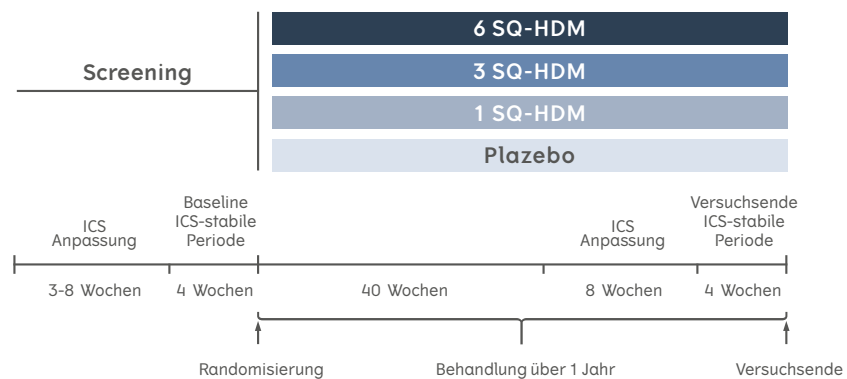 6 SQ-HDM
Screening
3 SQ-HDM
1 SQ-HDM
Plazebo
ICS
Anpassung
Baseline
ICS-stabile
Periode
ICS
Anpassung
Versuchsende
ICS-stabile
Periode
3-8 Wochen
4 Wochen
40 Wochen
8 Wochen
4 Wochen
Randomisierung
Behandlung über 1 Jahr
Versuchsende